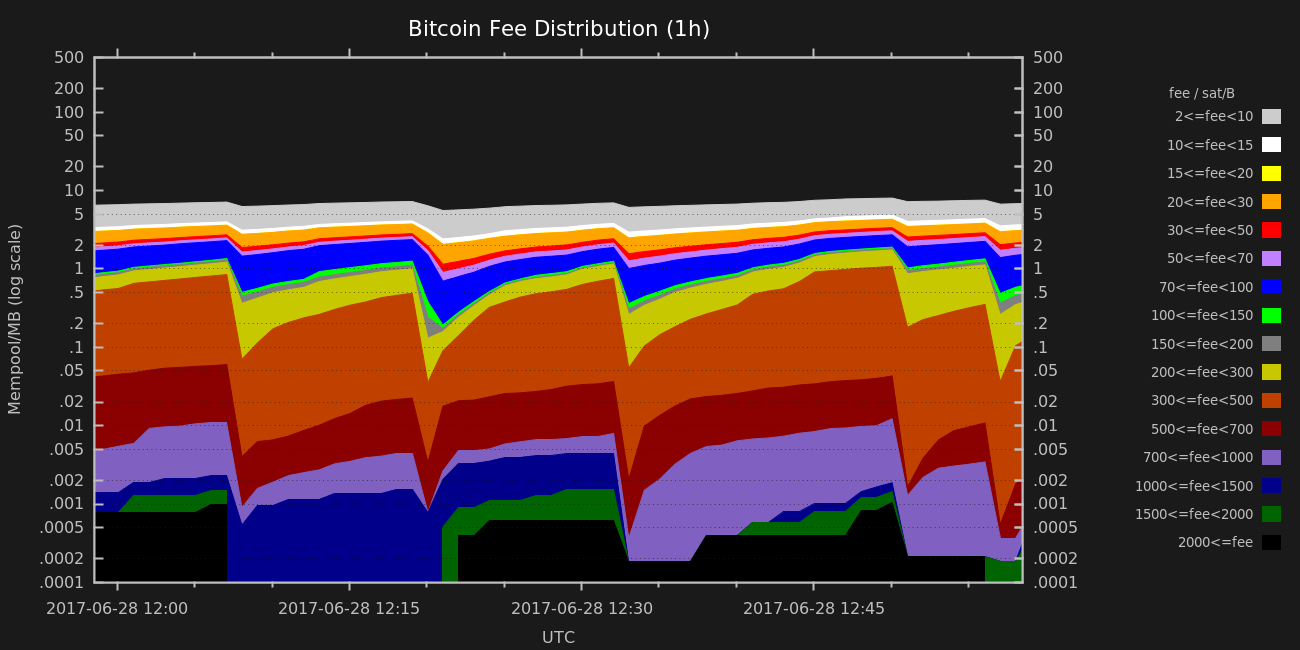 Bitcoin Fee Distribution (1h)
500
200
100
50
20
10
5
2
1
.5
.2
.1
.05
.02
.01
.005
.002
.001
.0005
.0002
.0001
Mempool/MB (log scale)
500
200
100
50
20
10
5
2
1
.5
.2
.1
.05
.02
.01
.005
.002
.001
.0005
.0002
.0001
2017-06-28 12:00
2017-06-28 12:15
2017-06-28 12:30
2017-06-28 12:45
UTC
fee / sat/B
2<=fee<10
10<=fee<15
15<=fee<20
20<=fee<30
30<=fee<50
50<=fee<70
70<=fee<100
100<=fee<150
150<=fee<200
200<=fee<300
300<=fee<500
500<=fee<700
700<=fee<1000
1000<=fee<1500
1500<=fee<2000
2000<=fee